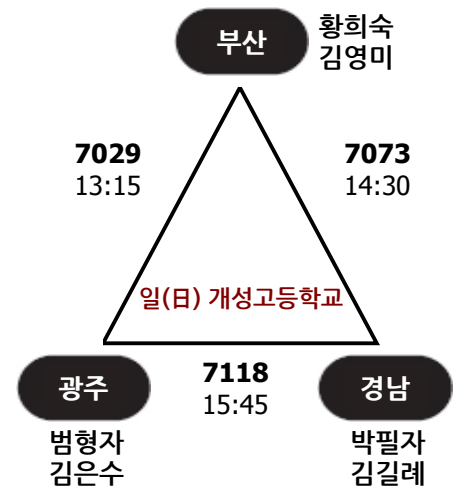 부산
황희숙
김영미
7029
13:15
7073
14:30
일(日) 개성고등학교
광주
7118
15:45
경남
범형자
김은수
박필자
김길례